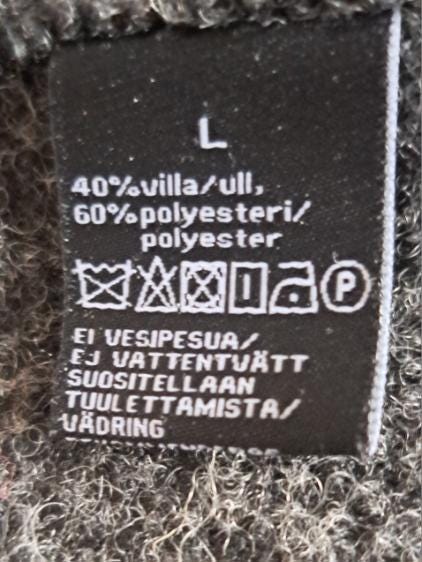 L
40%villa/ull,
60%polyesteri/
polyester
P
EI VESIPESUA/
EJ VATTENTVÄTT
SUOSITELLAAN
TUULETTAMISTA/
VÄDRING